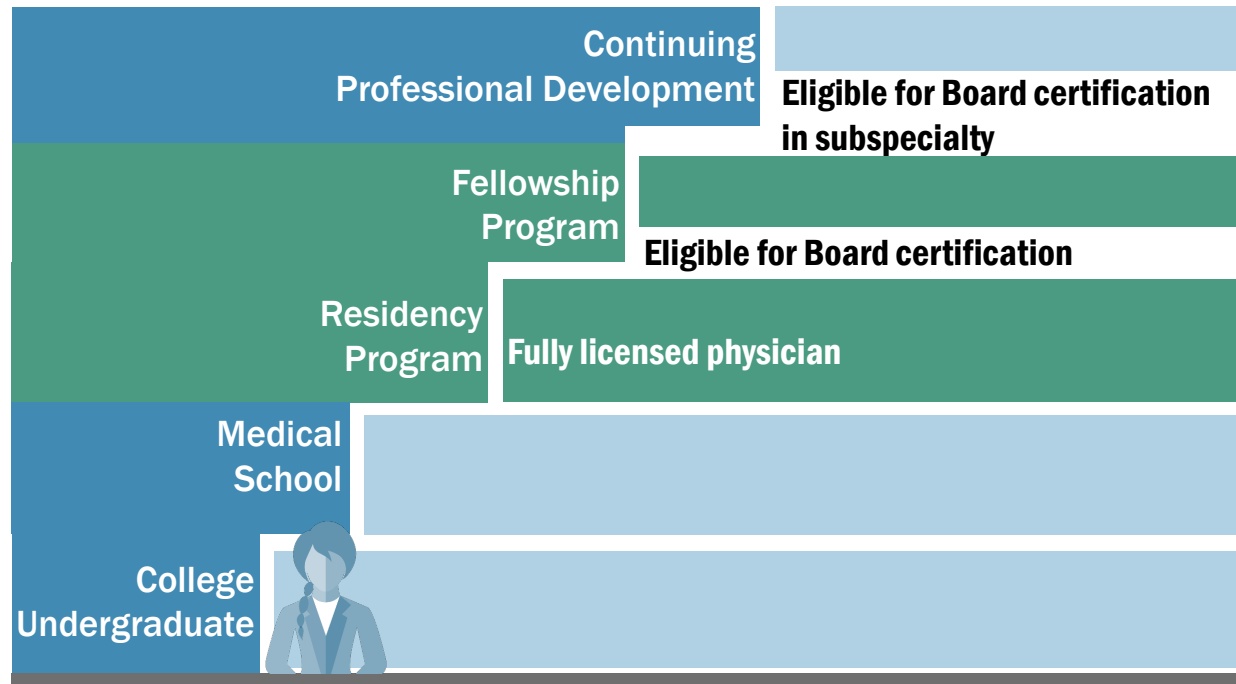 Continuing
Professional Development
Eligible for Board certification
in subspecialty
Fellowship
Program
Eligible for Board certification
Residency
Program
Fully licensed physician
Medical
School
College
Undergraduate